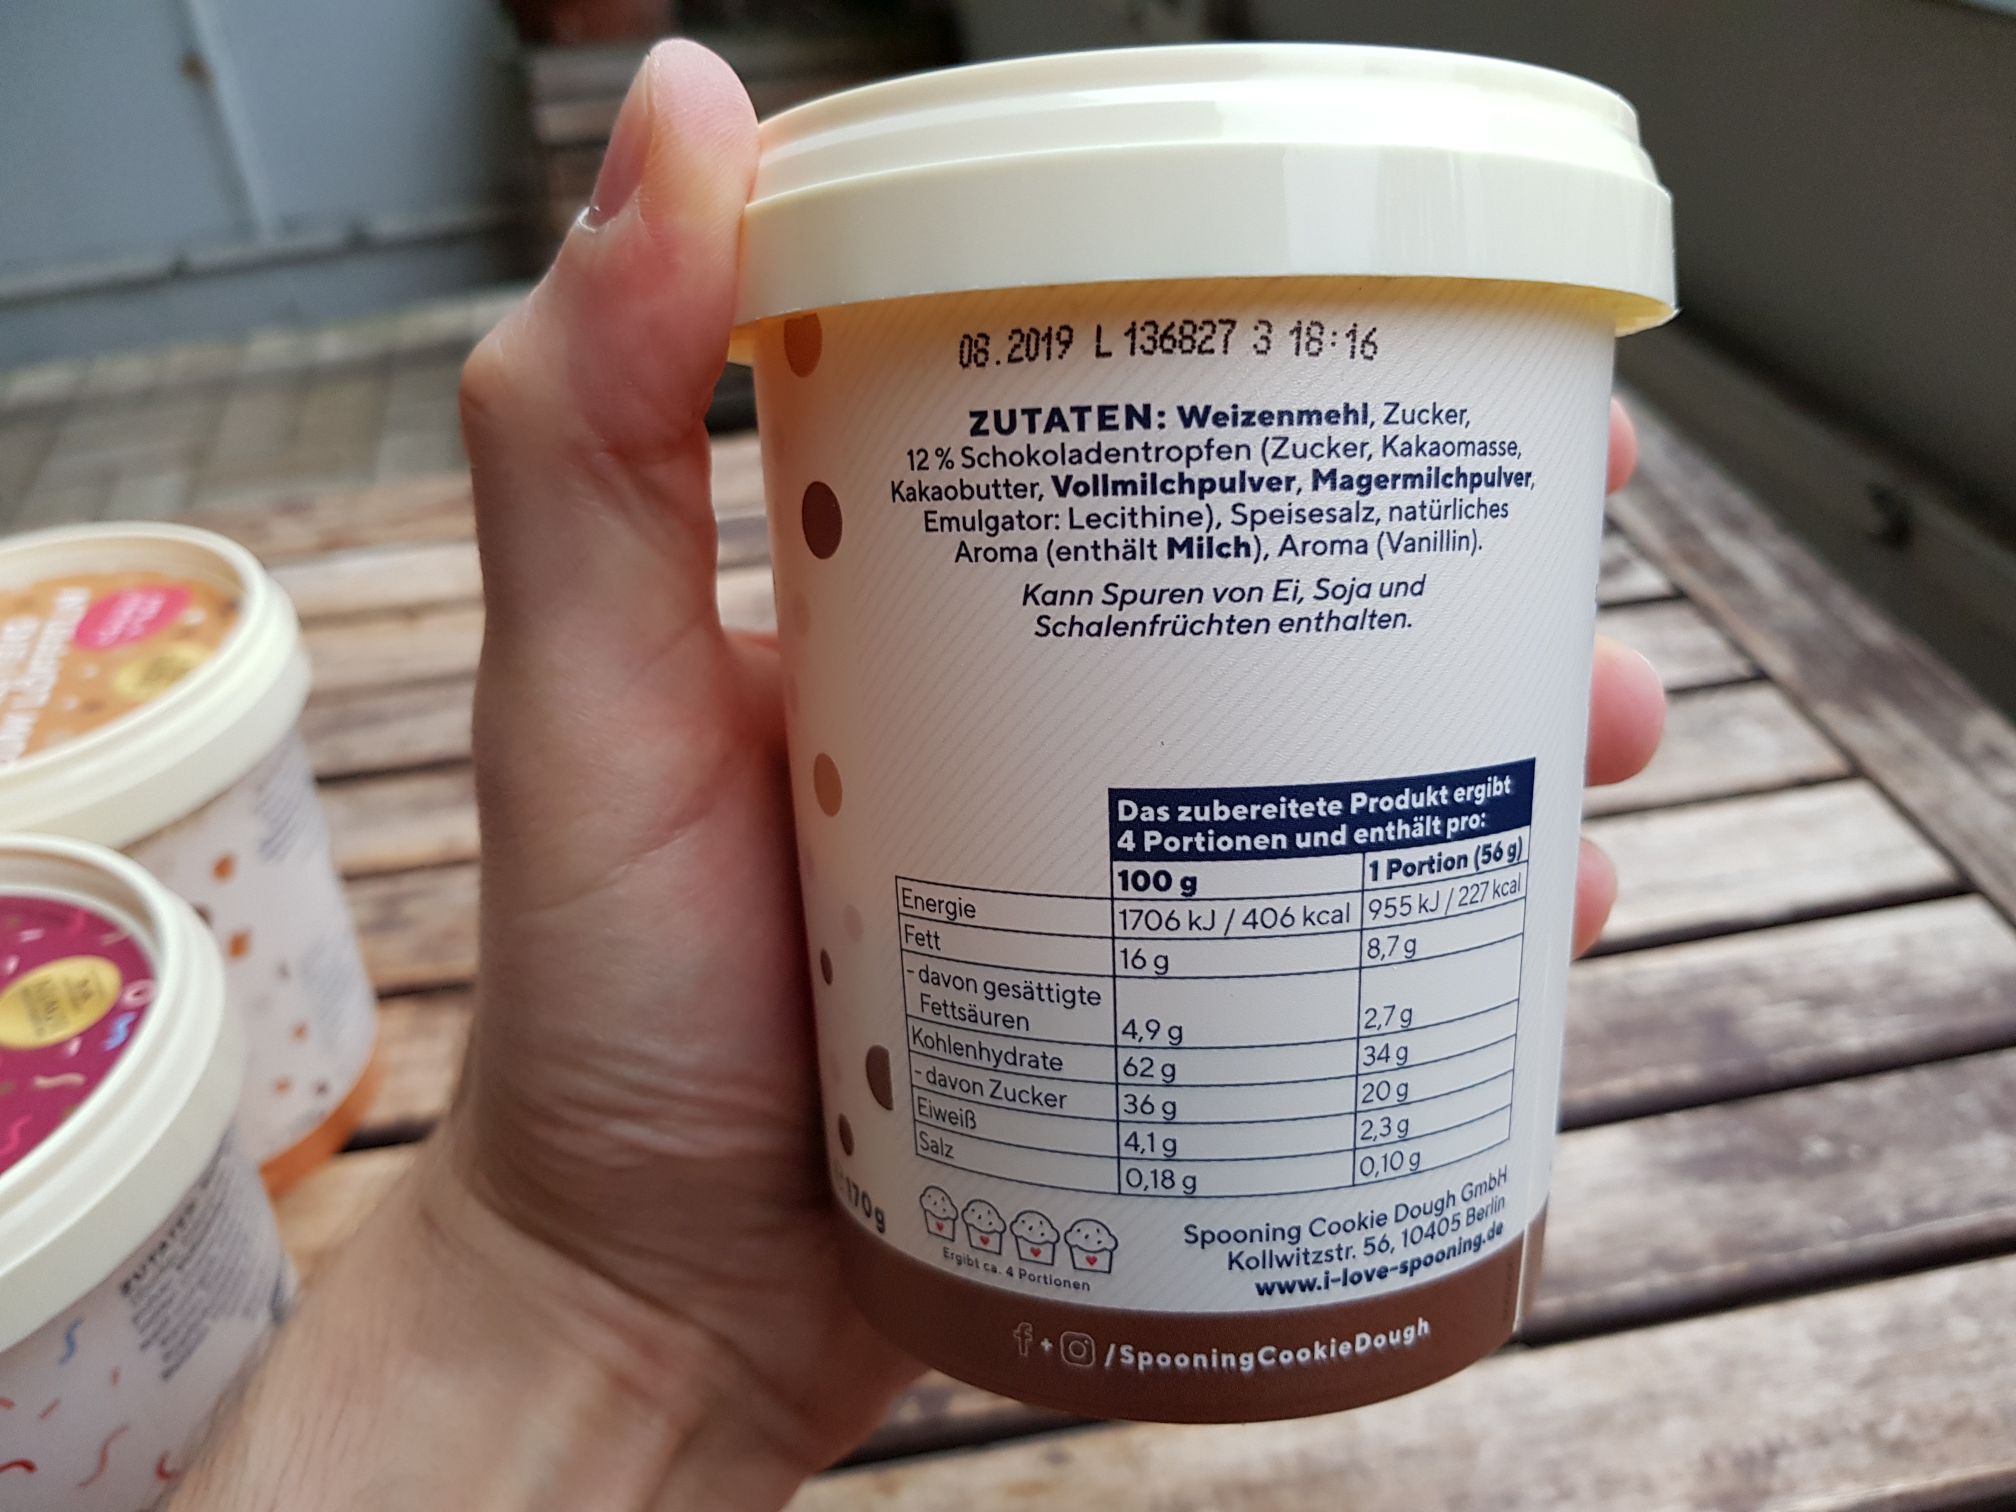 08.2019 L 136827 3 18:16
ZUTATEN: Weizenmehl, Zucker,
12 % Schokoladentropfen (Zucker, Kakaomasse,
Kakaobutter, Vollmilchpulver, Magermilchpulver,
Emulgator: Lecithine), Speisesalz, natürliches
Aroma (enthält Milch), Aroma (Vanillin).
Kann Spuren von Ei, Soja und
Schalenfrüchten enthalten.
Das zubereitete Produkt ergibt
4 Portionen und enthält pro:
100 g 1 Portion (56 g)
Energie 1706 kJ / 406 kcal 955 kJ / 227 kcal
Fett 16 g 8,7 g
- davon gesättigte
Fettsäuren 4,9 g 2,7 g
Kohlenhydrate 62 g 34 g
- davon Zucker 36 g 20 g
Eiweiß 4,1 g 2,3 g
Salz 0,18 g 0,10 g
170g
Ergibt ca. 4 Portionen
Spooning Cookie Dough GmbH
Kollwitzstr. 56, 10405 Berlin
www.i-love-spooning.de
f + /SpooningCookieDough
ZUTATEN